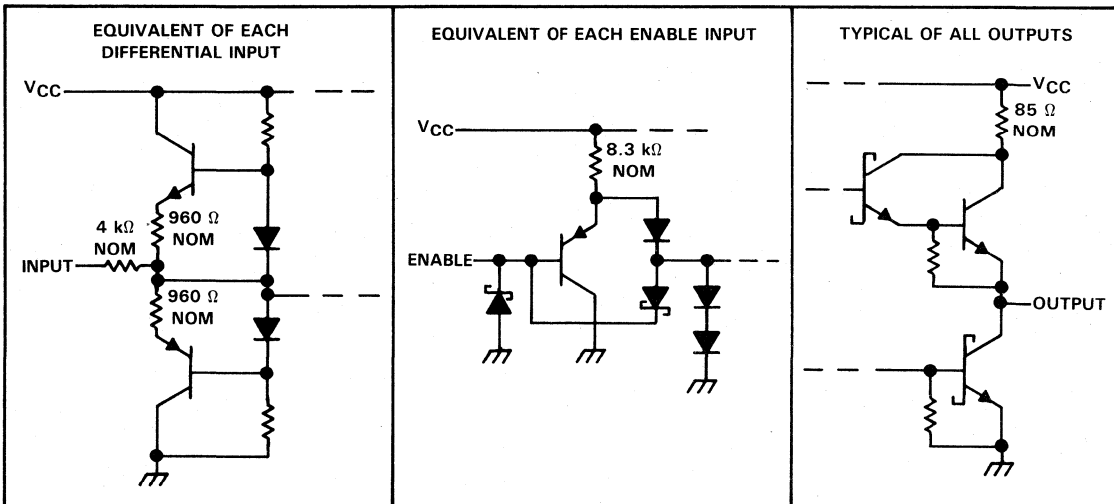 EQUIVALENT OF EACH
DIFFERENTIAL INPUT
VCC
4 kΩ
NOM
960 Ω
NOM
INPUT
960 Ω
NOM
EQUIVALENT OF EACH ENABLE INPUT
VCC
8.3 kΩ
NOM
ENABLE
TYPICAL OF ALL OUTPUTS
VCC
85 Ω
NOM
OUTPUT